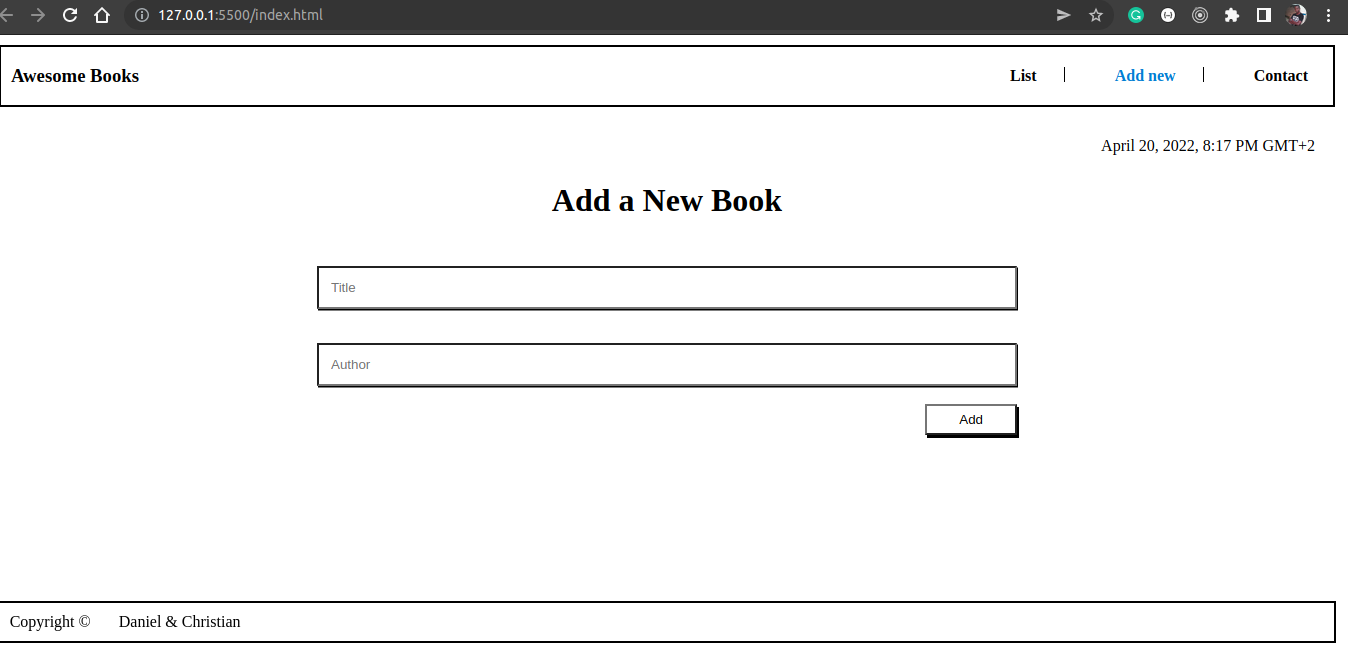 127.0.0.1:5500/index.html
Awesome Books List Add new Contact
April 20, 2022, 8:17 PM GMT+2
Add a New Book
Title
Author
Add
Copyright © Daniel & Christian